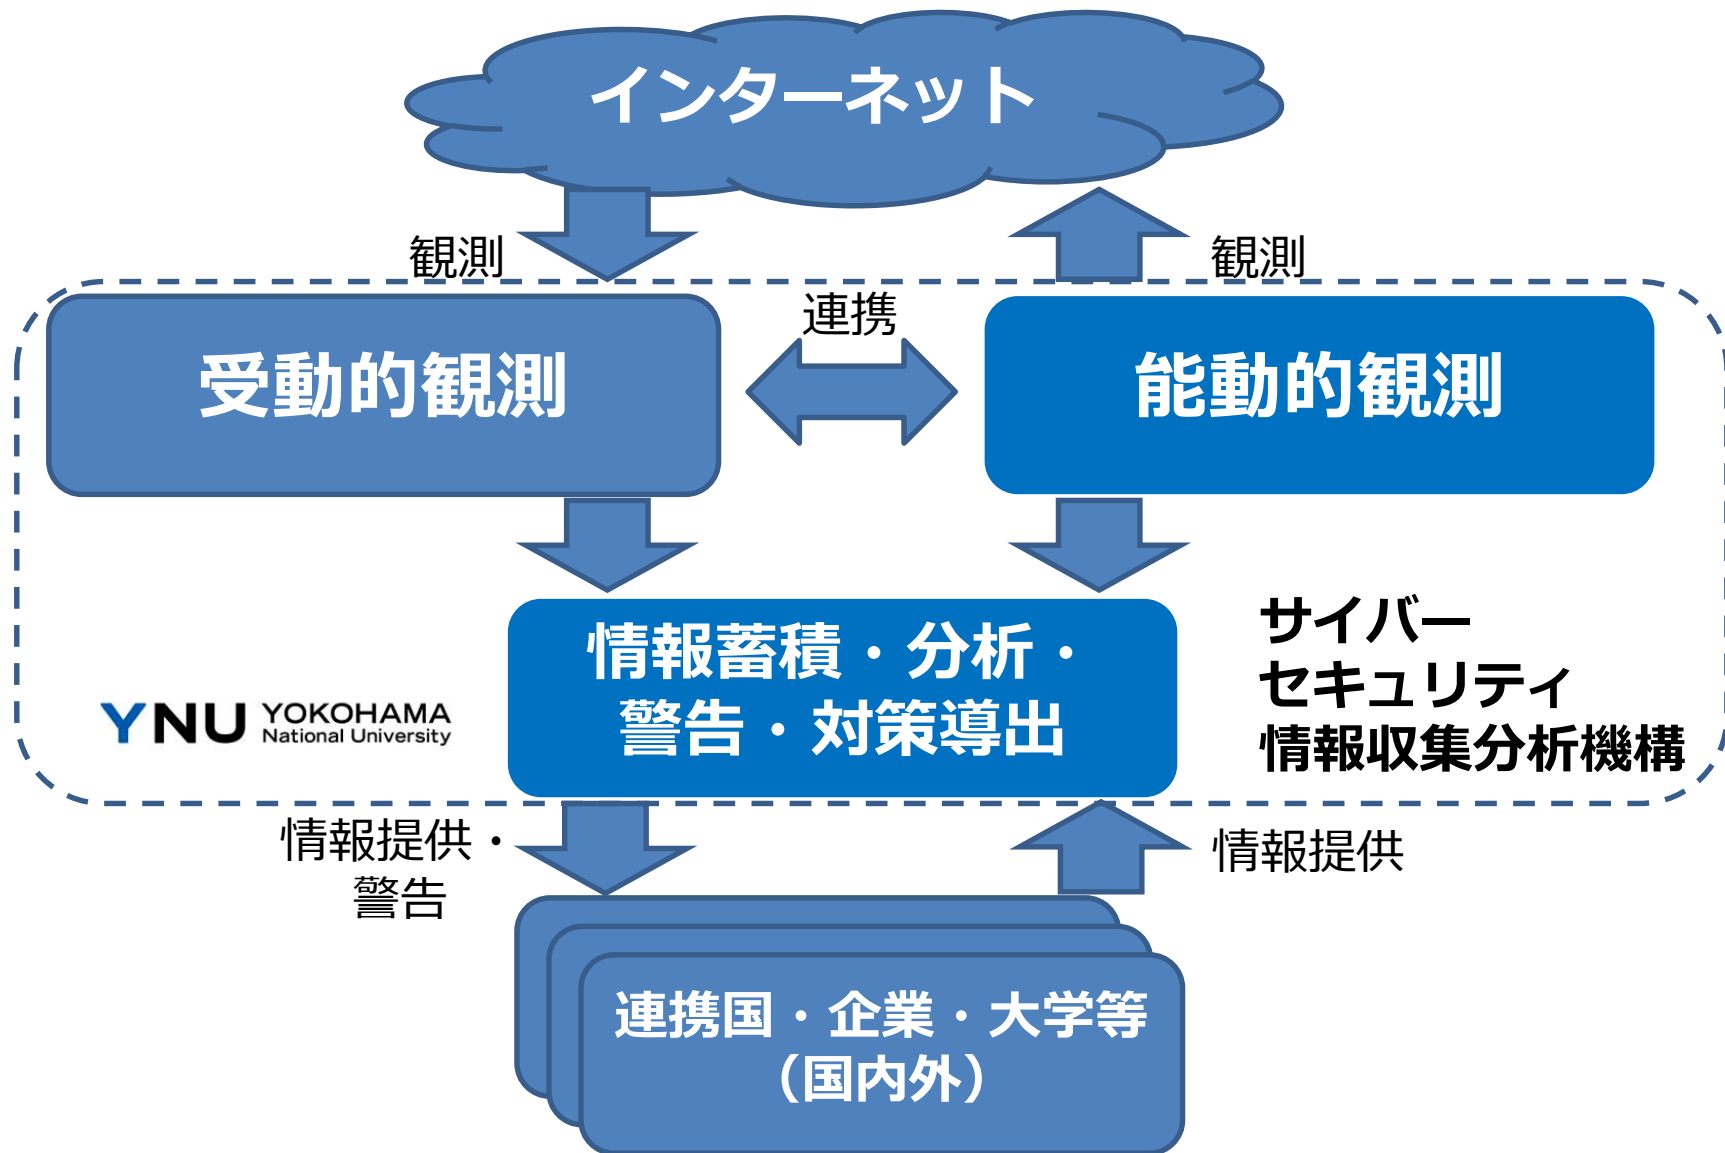 インターネット
観測
観測
連携
受動的観測
能動的観測
情報蓄積・分析・
警告・対策導出
サイバー
セキュリティ
情報収集分析機構
YNU YOKOHAMA
National University
情報提供・
警告
情報提供
連携国・企業・大学等
（国内外）